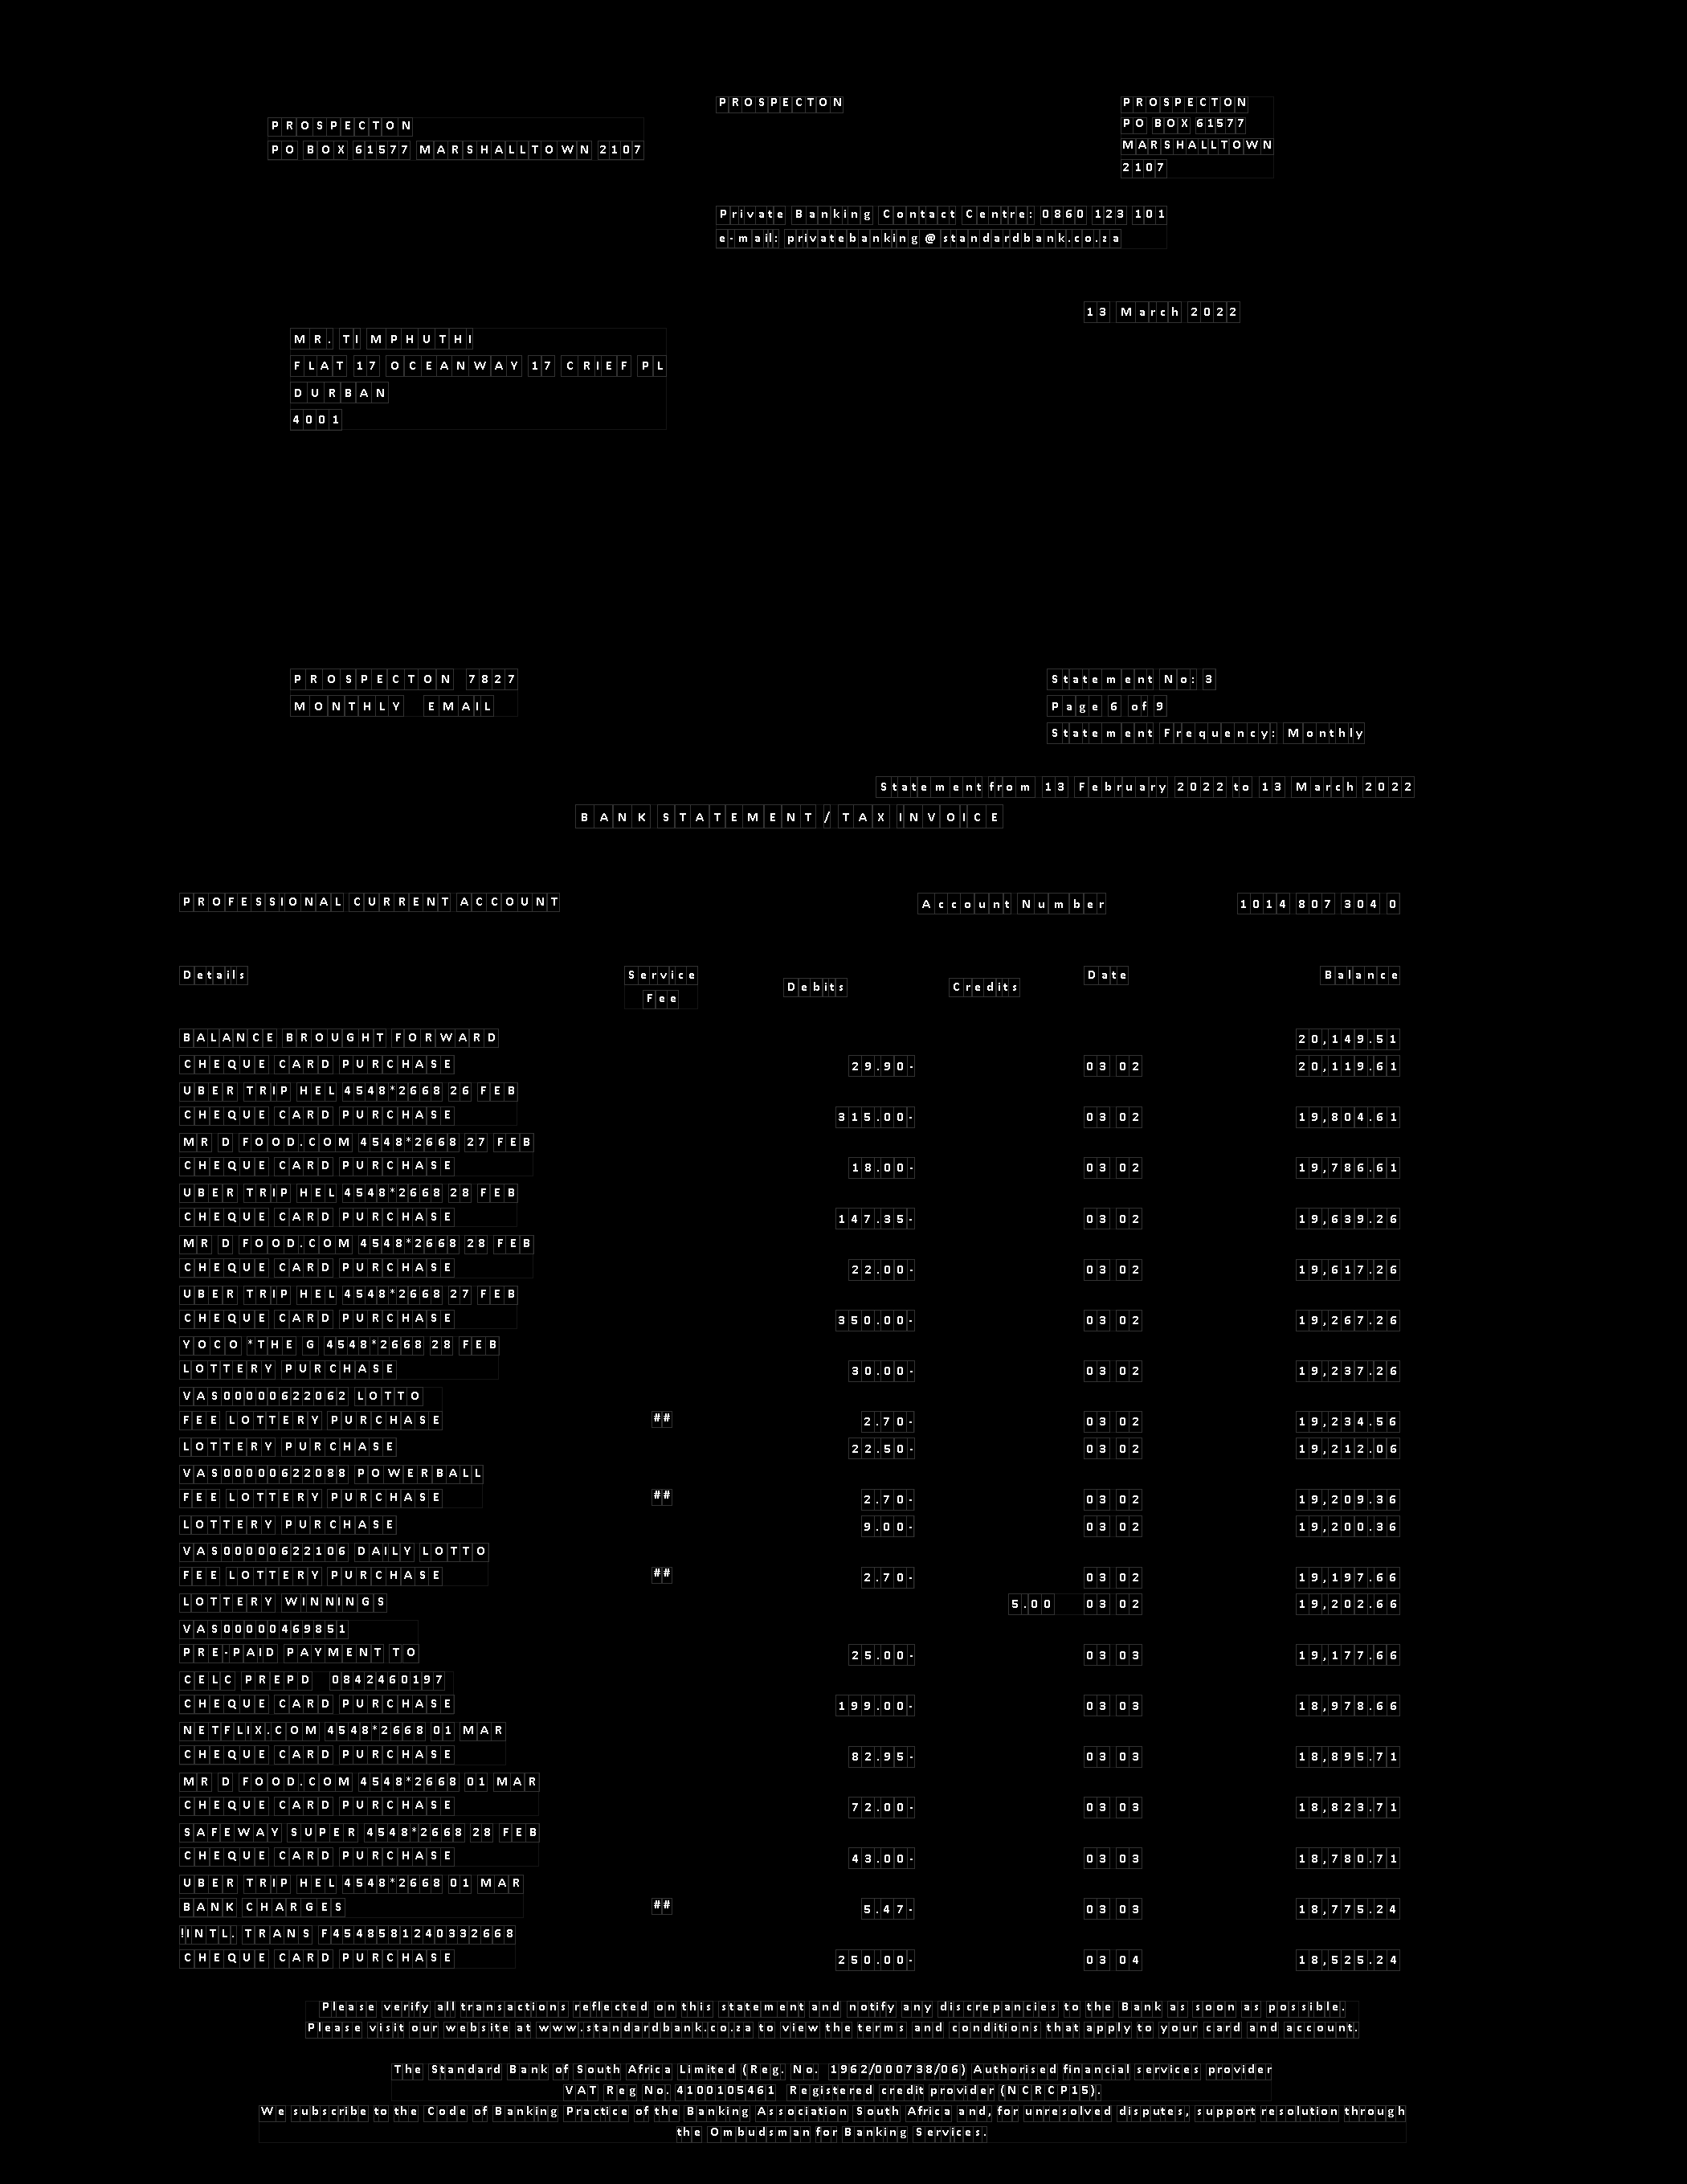 PROSPECTON
PO BOX 61577 MARSHALLTOWN 2107
PROSPECTON
PROSPECTON
PO BOX 61577
MARSHALLTOWN
2107
Private Banking Contact Centre: 0860 123 101
e-mail: privatebanking@standardbank.co.za
13 March 2022
MR. TI MPHUTHI
FLAT 17 OCEANWAY 17 CRIEF PL
DURBAN
4001
PROSPECTON 7827
MONTHLY EMAIL
Statement No: 3
Page 6 of 9
Statement Frequency: Monthly
Statement from 13 February 2022 to 13 March 2022
BANK STATEMENT / TAX INVOICE
PROFESSIONAL CURRENT ACCOUNT Account Number 1014 807 304 0
Details Service Fee Debits Credits Date Balance
BALANCE BROUGHT FORWARD 20,149.51
CHEQUE CARD PURCHASE 29.90- 03 02 20,119.61
UBER TRIP HEL 4548*2668 26 FEB
CHEQUE CARD PURCHASE 315.00- 03 02 19,804.61
MR D FOOD.COM 4548*2668 27 FEB
CHEQUE CARD PURCHASE 18.00- 03 02 19,786.61
UBER TRIP HEL 4548*2668 28 FEB
CHEQUE CARD PURCHASE 147.35- 03 02 19,639.26
MR D FOOD.COM 4548*2668 28 FEB
CHEQUE CARD PURCHASE 22.00- 03 02 19,617.26
UBER TRIP HEL 4548*2668 27 FEB
CHEQUE CARD PURCHASE 350.00- 03 02 19,267.26
YOCO *THE G 4548*2668 28 FEB
LOTTERY PURCHASE 30.00- 03 02 19,237.26
VAS00000622062 LOTTO
FEE LOTTERY PURCHASE ## 2.70- 03 02 19,234.56
LOTTERY PURCHASE 22.50- 03 02 19,212.06
VAS00000622088 POWERBALL
FEE LOTTERY PURCHASE ## 2.70- 03 02 19,209.36
LOTTERY PURCHASE 9.00- 03 02 19,200.36
VAS00000622106 DAILY LOTTO
FEE LOTTERY PURCHASE ## 2.70- 03 02 19,197.66
LOTTERY WINNINGS 5.00 03 02 19,202.66
VAS00000469851
PRE-PAID PAYMENT TO 25.00- 03 03 19,177.66
CELC PREPD 0842460197
CHEQUE CARD PURCHASE 199.00- 03 03 18,978.66
NETFLIX.COM 4548*2668 01 MAR
CHEQUE CARD PURCHASE 82.95- 03 03 18,895.71
MR D FOOD.COM 4548*2668 01 MAR
CHEQUE CARD PURCHASE 72.00- 03 03 18,823.71
SAFEWAY SUPER 4548*2668 28 FEB
CHEQUE CARD PURCHASE 43.00- 03 03 18,780.71
UBER TRIP HEL 4548*2668 01 MAR
BANK CHARGES ## 5.47- 03 03 18,775.24
!INTL. TRANS F4548581240332668
CHEQUE CARD PURCHASE 250.00- 03 04 18,525.24
Please verify all transactions reflected on this statement and notify any discrepancies to the Bank as soon as possible.
Please visit our website at www.standardbank.co.za to view the terms and conditions that apply to your card and account.
The Standard Bank of South Africa Limited (Reg. No. 1962/000738/06) Authorised financial services provider
VAT Reg No. 4100105461 Registered credit provider (NCRCP15).
We subscribe to the Code of Banking Practice of the Banking Association South Africa and, for unresolved disputes, support resolution through
the Ombudsman for Banking Services.